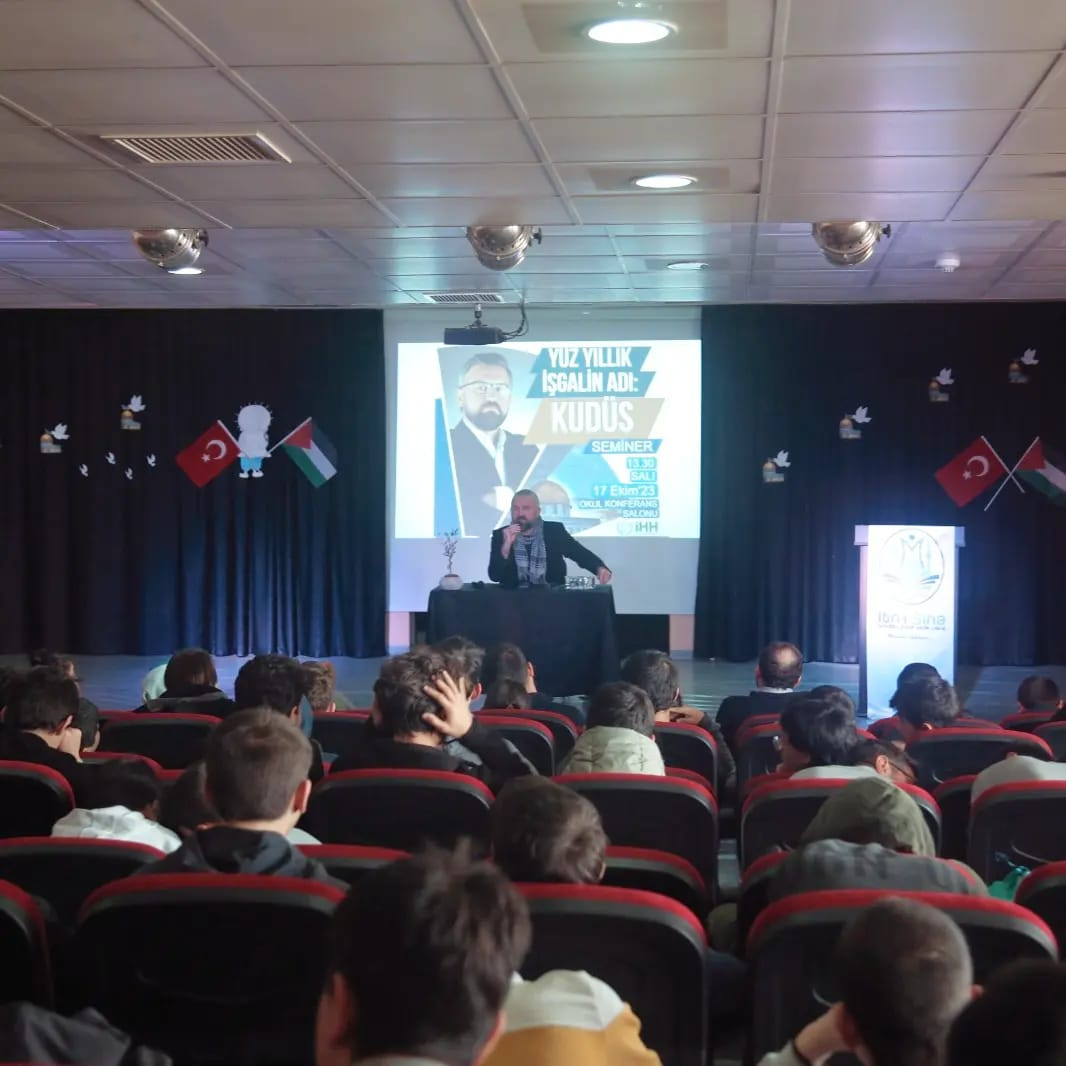 YÜZ YILLIK
İŞGALİN ADI:
KUDÜS
SEMİNER
13.30
SALI
17 Ekim'23
OKUL KONFERANS
SALONU
İHH
İbn-i Sina